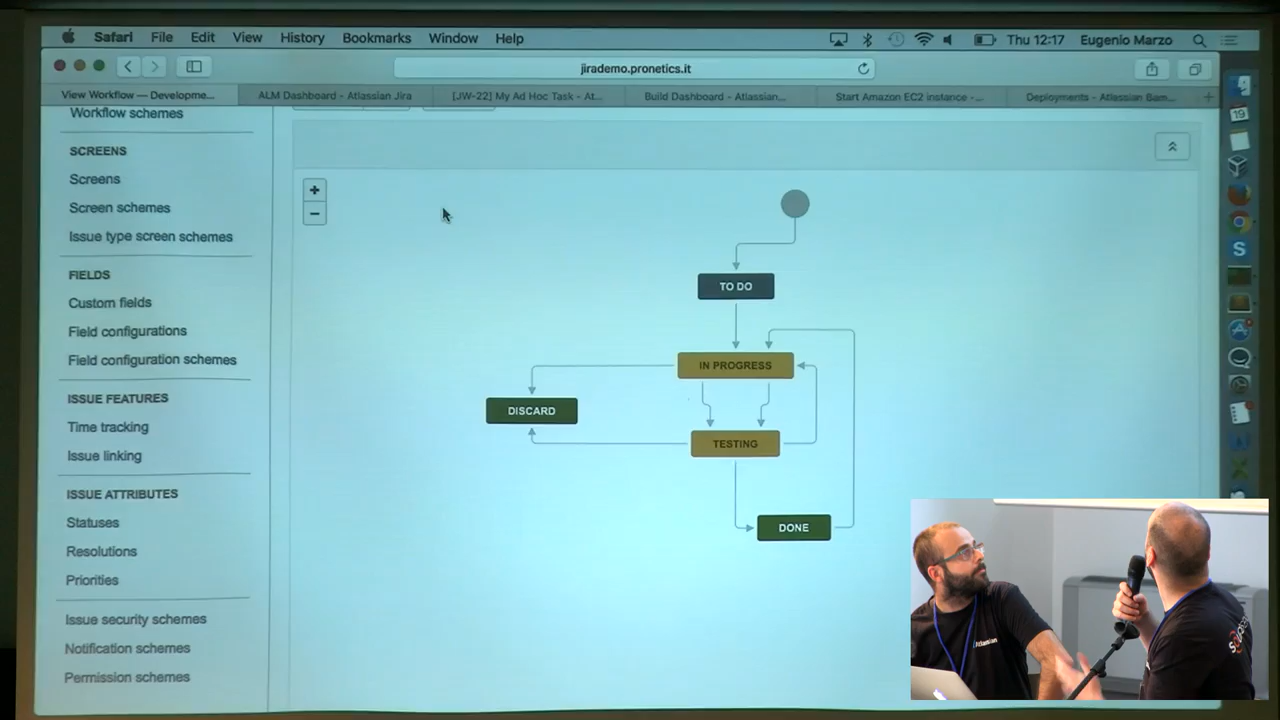 Safari File Edit View History Bookmarks Window Help Thu 12:17 Eugenio Marzo
jirademo.pronetics.it
View Workflow — Developme... ALM Dashboard - Atlassian Jira [JW-22] My Ad Hoc Task - At... Build Dashboard - Atlassian... Start Amazon EC2 instance -... Deployments - Atlassian Bam...
Workflow schemes
SCREENS
Screens
Screen schemes
Issue type screen schemes
FIELDS
Custom fields
Field configurations
Field configuration schemes
ISSUE FEATURES
Time tracking
Issue linking
ISSUE ATTRIBUTES
Statuses
Resolutions
Priorities
Issue security schemes
Notification schemes
Permission schemes
+
−
TO DO
IN PROGRESS
DISCARD
TESTING
DONE
19
S
Atlassian